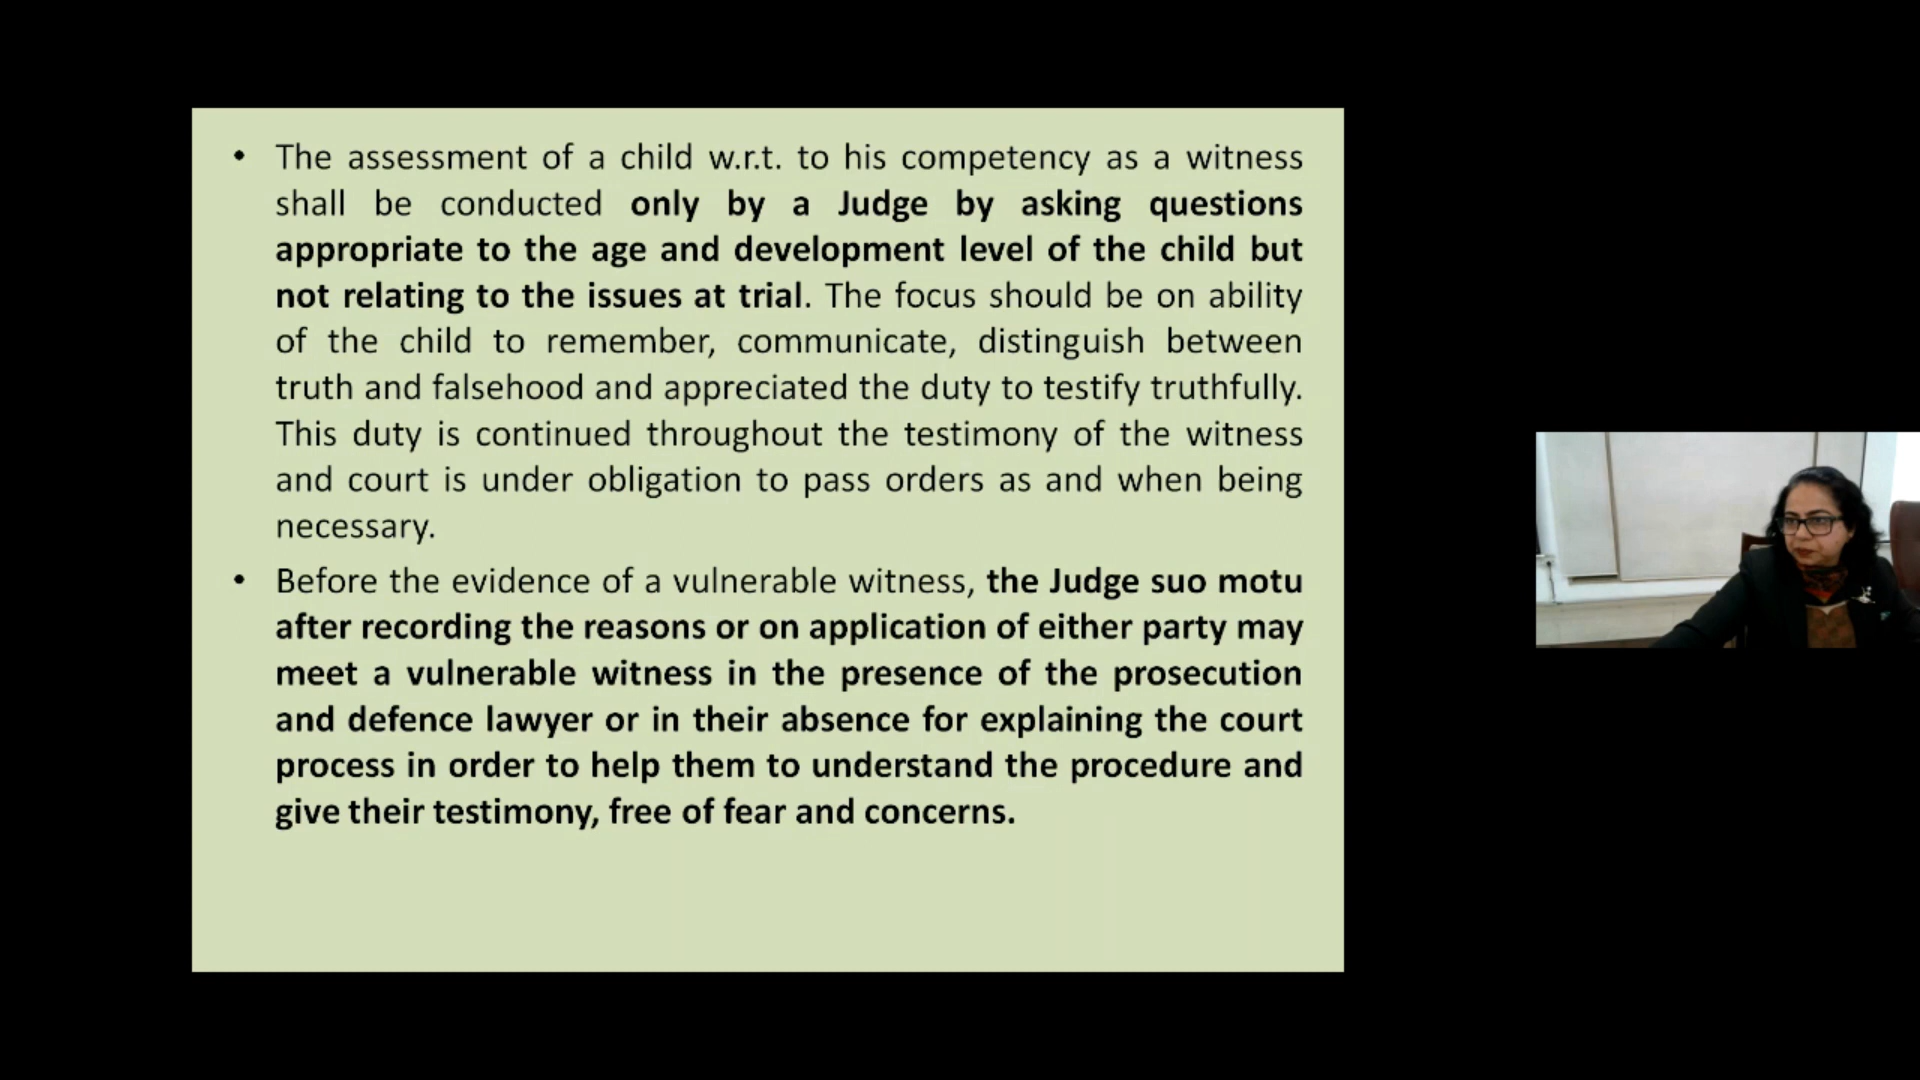 • The assessment of a child w.r.t. to his competency as a witness
shall be conducted only by a Judge by asking questions
appropriate to the age and development level of the child but
not relating to the issues at trial. The focus should be on ability
of the child to remember, communicate, distinguish between
truth and falsehood and appreciated the duty to testify truthfully.
This duty is continued throughout the testimony of the witness
and court is under obligation to pass orders as and when being
necessary.
• Before the evidence of a vulnerable witness, the Judge suo motu
after recording the reasons or on application of either party may
meet a vulnerable witness in the presence of the prosecution
and defence lawyer or in their absence for explaining the court
process in order to help them to understand the procedure and
give their testimony, free of fear and concerns.